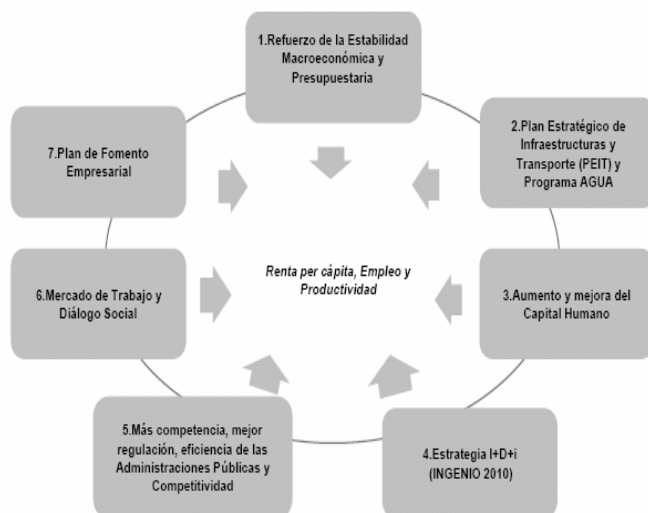 1.Refuerzo de la Estabilidad
Macroeconómica y
Presupuestaria
2.Plan Estratégico de
Infraestructuras y
Transporte (PEIT) y
Programa AGUA
3.Aumento y mejora del
Capital Humano
4.Estrategia I+D+i
(INGENIO 2010)
5.Más competencia, mejor
regulación, eficiencia de las
Administraciones Públicas y
Competitividad
6.Mercado de Trabajo y
Diálogo Social
7.Plan de Fomento
Empresarial
Renta per cápita, Empleo y
Productividad